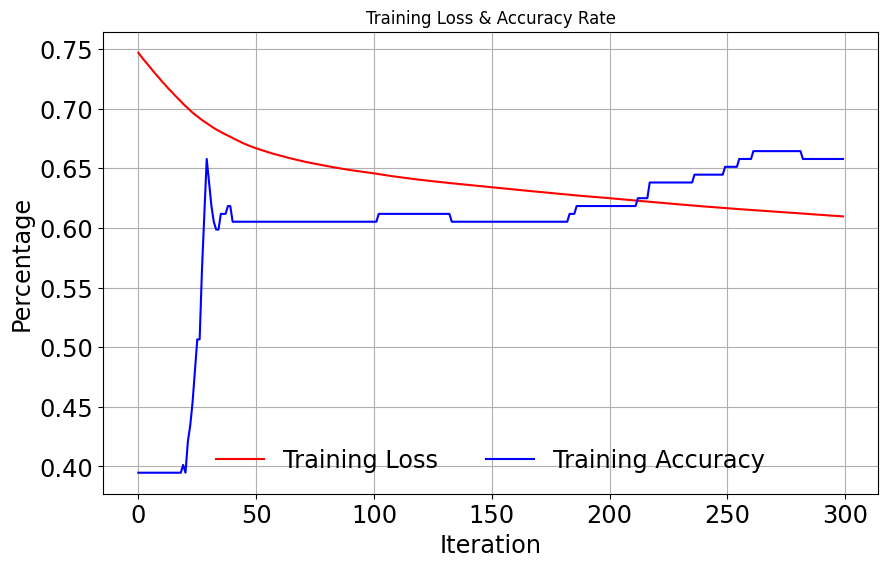 Training Loss & Accuracy Rate
Percentage
0.75
0.70
0.65
0.60
0.55
0.50
0.45
0.40
Training Loss Training Accuracy
0 50 100 150 200 250 300
Iteration